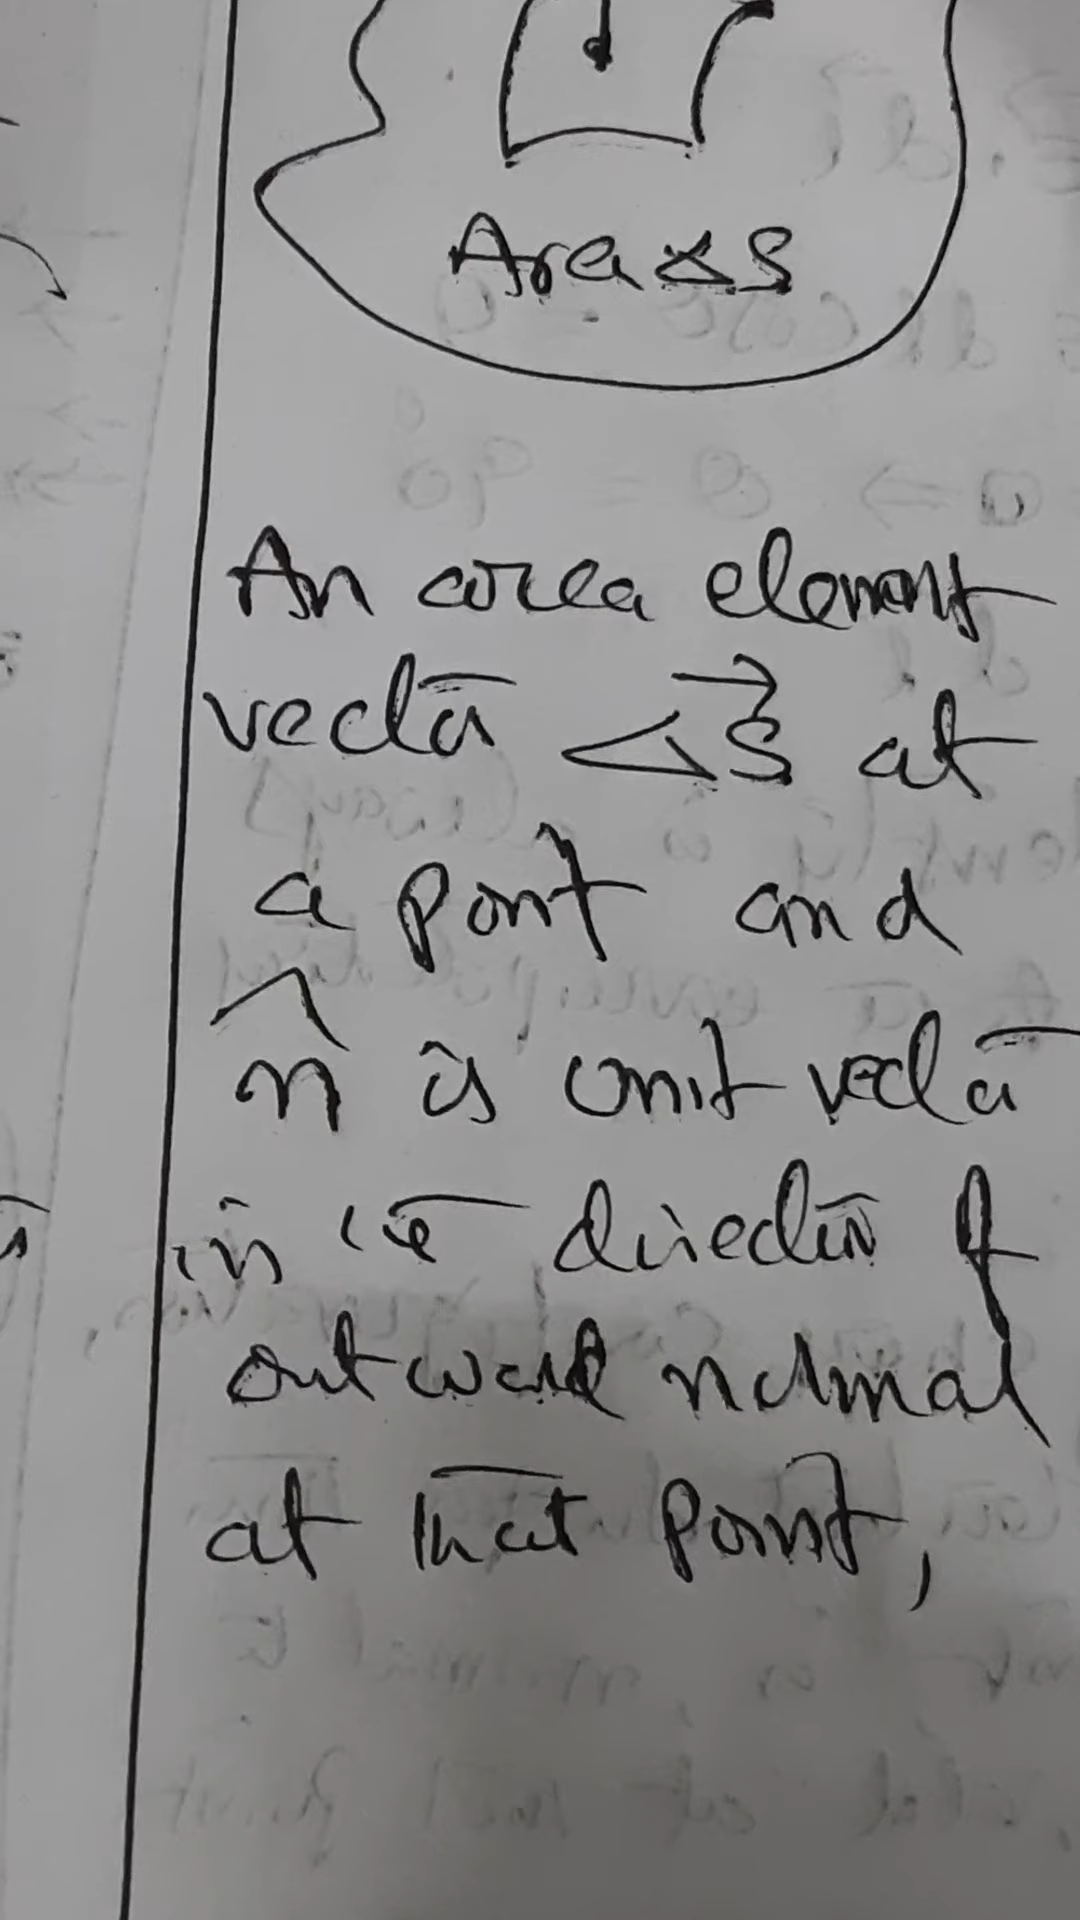 Area ΔS
An area element
vector ΔS⃗ at
a point and
n̂ is unit vector
in the direction of
outward normal
at that point,